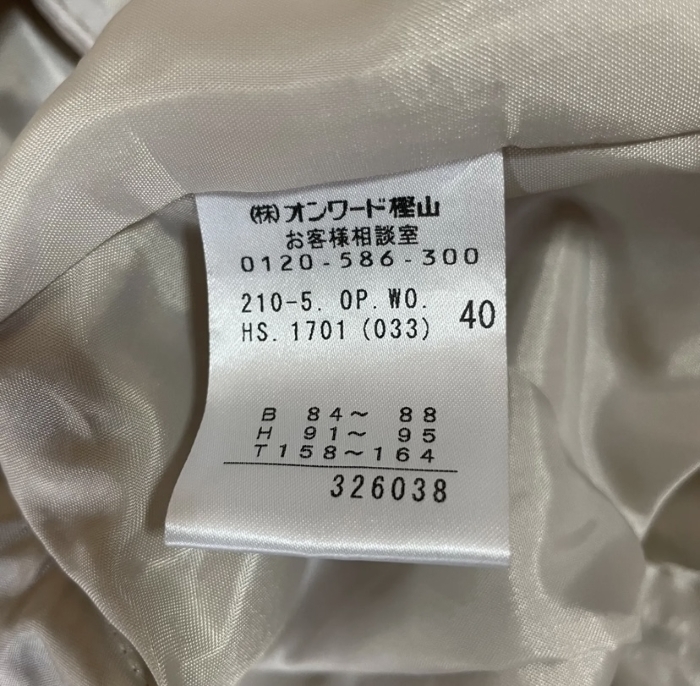 (株)オンワード樫山
お客様相談室
0120-586-300
210-5. OP. WO.
HS. 1701 (033) 40
B 84～ 88
H 91～ 95
T158～164
326038